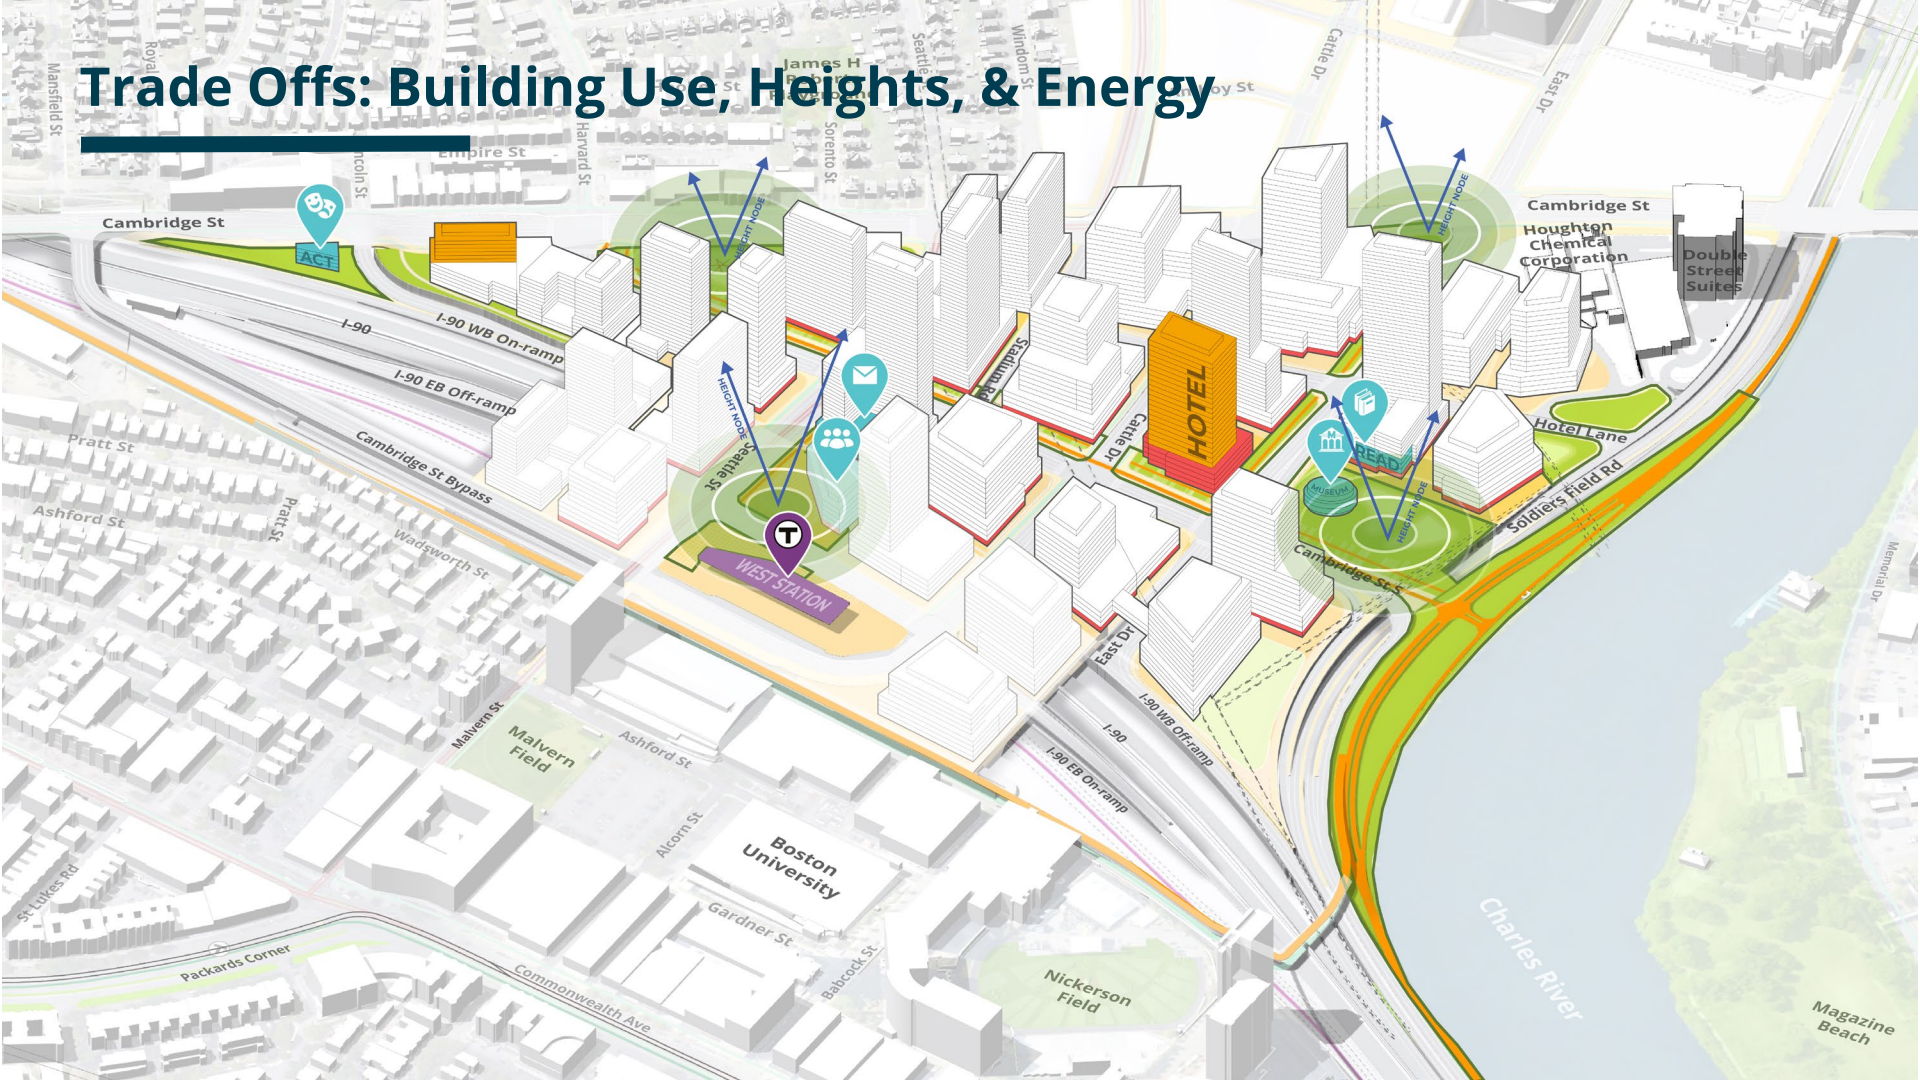 Trade Offs: Building Use, Heights, & Energy
Mansfield St
Harvard St
Sorento St
Windom St
Cattle Dr
East Dr
James H
Empire St
Cambridge St
ACT
HEIGHT NODE
HEIGHT NODE
Cambridge St
Houghton
Chemical
Corporation
Double
Street
Suites
I-90
I-90 WB On-ramp
I-90 EB Off-ramp
Cambridge St Bypass
HEIGHT NODE
Seattle St
Stadium Rd
Cattle Dr
HOTEL
READ
MUSEUM
HEIGHT NODE
Hotel Lane
Soldiers Field Rd
Cambridge St S
T
WEST STATION
Pratt St
Ashford St
Pratt St
Wadsworth St
Memorial Dr
East Dr
I-90 WB Off-ramp
I-90
I-90 EB On-ramp
Malvern St
Malvern
Field
Ashford St
Alcorn St
Boston
University
Gardner St
Babcock St
St Lukes Rd
Packards Corner
Commonwealth Ave
Nickerson
Field
Charles River
Magazine
Beach